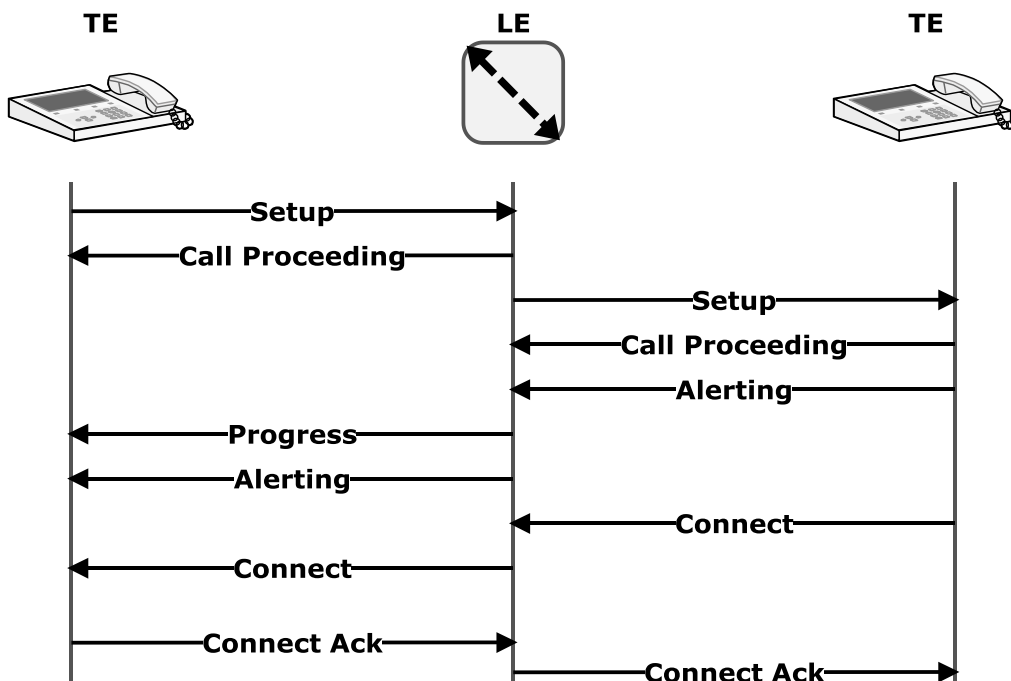 TE
LE
TE
Setup
Call Proceeding
Setup
Call Proceeding
Alerting
Progress
Alerting
Connect
Connect
Connect Ack
Connect Ack